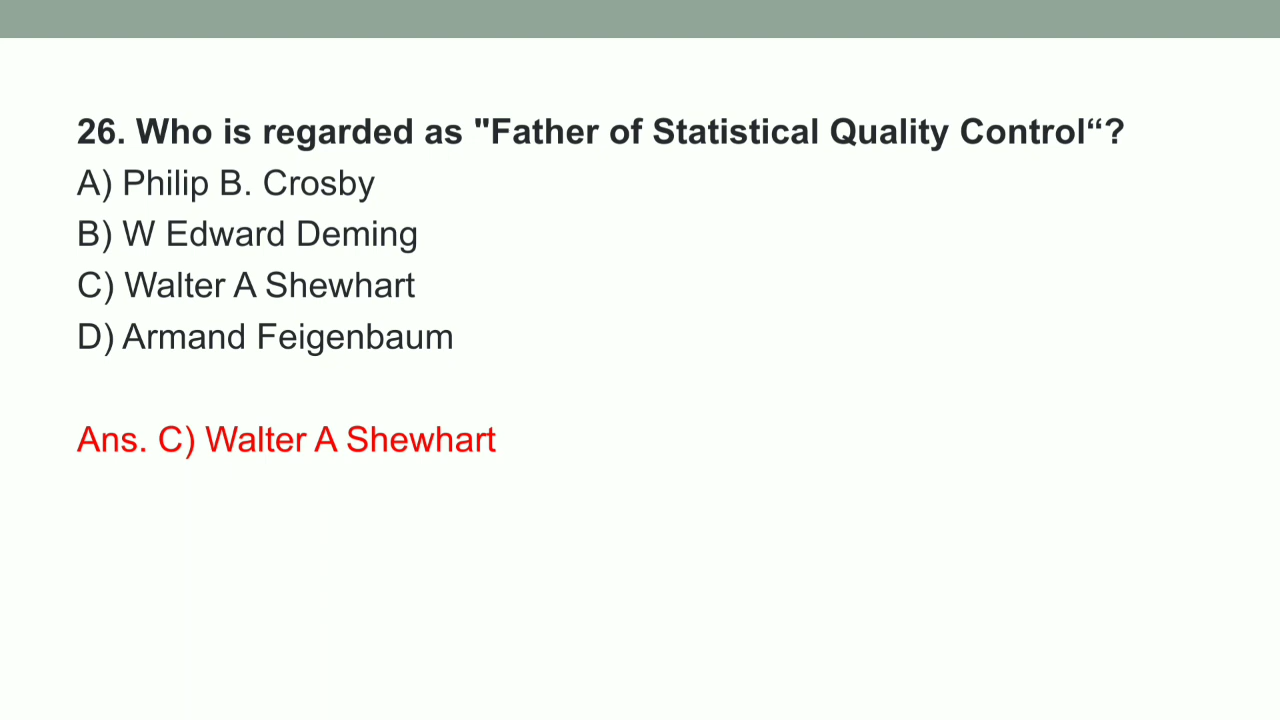 26. Who is regarded as "Father of Statistical Quality Control“?
A) Philip B. Crosby
B) W Edward Deming
C) Walter A Shewhart
D) Armand Feigenbaum
Ans. C) Walter A Shewhart